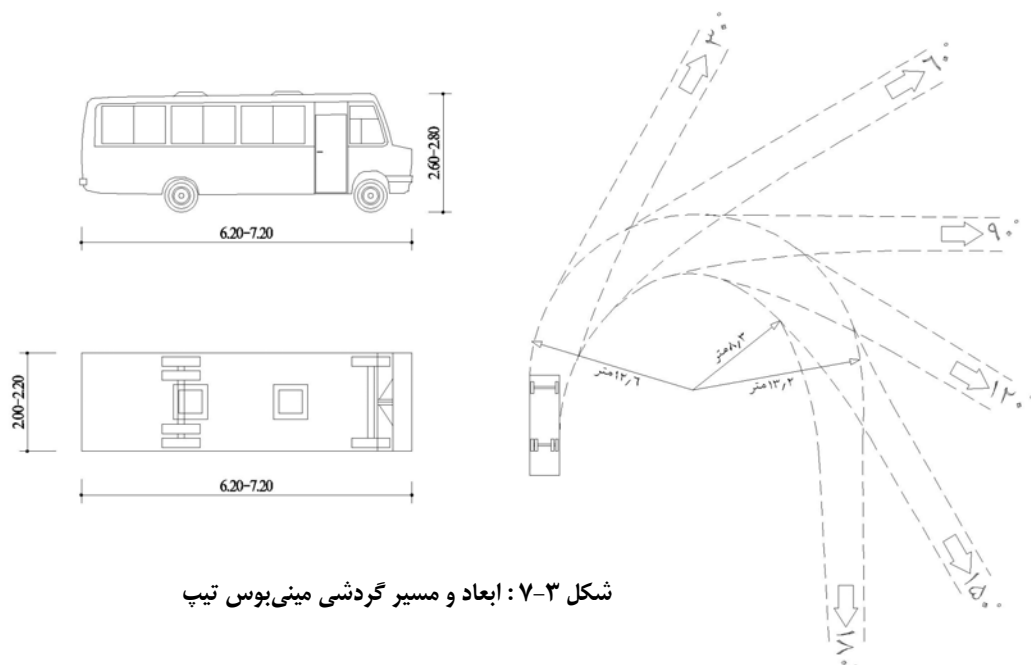 2.60-2.80
6.20-7.20
2.00-2.20
6.20-7.20
۳۰°
۶۰°
۹۰°
۱۲۰°
۱۵۰°
۱۸۰°
۱۲٫۶متر
۸٫۳متر
۱۳٫۲متر
شکل ۳-۷ : ابعاد و مسیر گردشی مینی‌بوس تیپ